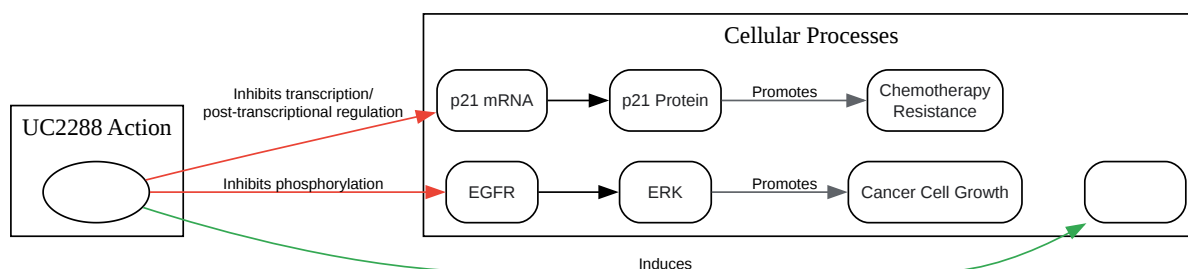 Cellular Processes
UC2288 Action
Inhibits transcription/
post-transcriptional regulation
p21 mRNA
p21 Protein
Promotes
Chemotherapy
Resistance
Inhibits phosphorylation
EGFR
ERK
Promotes
Cancer Cell Growth
Induces